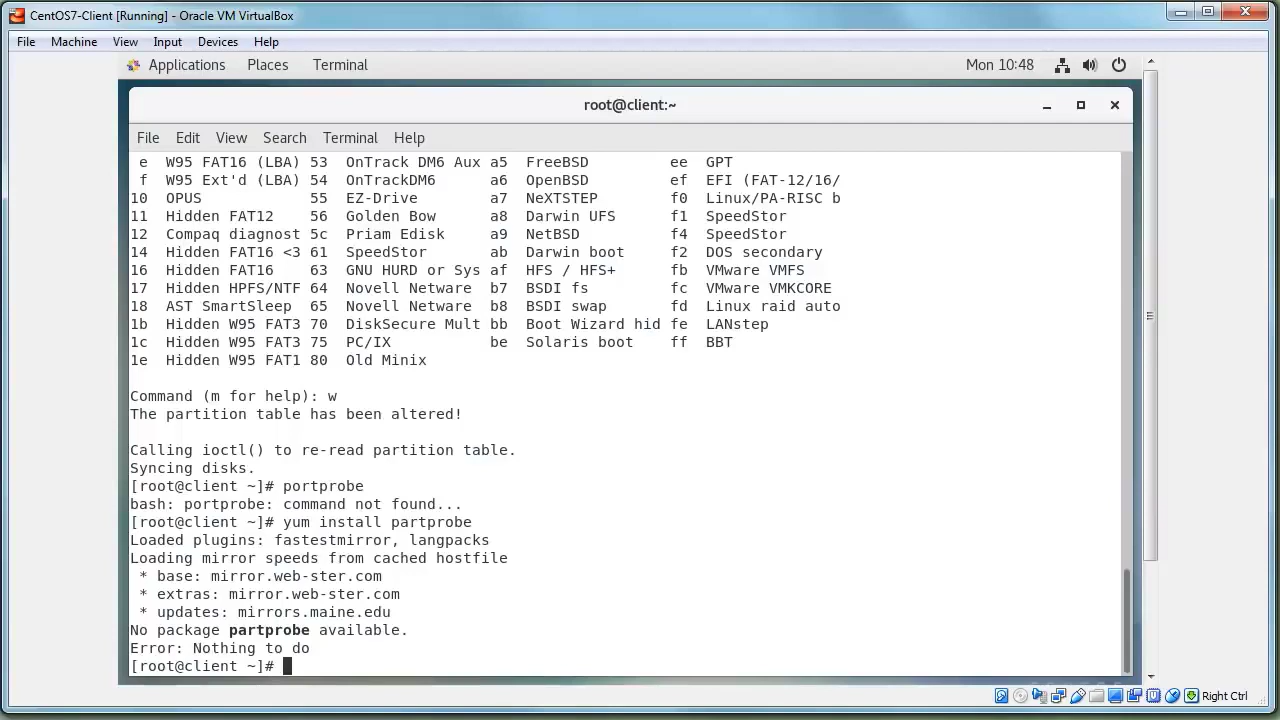 CentOS7-Client [Running] - Oracle VM VirtualBox
File Machine View Input Devices Help
Applications Places Terminal Mon 10:48
root@client:~
File Edit View Search Terminal Help
e W95 FAT16 (LBA) 53 OnTrack DM6 Aux a5 FreeBSD ee GPT
f W95 Ext'd (LBA) 54 OnTrackDM6 a6 OpenBSD ef EFI (FAT-12/16/
10 OPUS 55 EZ-Drive a7 NeXTSTEP f0 Linux/PA-RISC b
11 Hidden FAT12 56 Golden Bow a8 Darwin UFS f1 SpeedStor
12 Compaq diagnost 5c Priam Edisk a9 NetBSD f4 SpeedStor
14 Hidden FAT16 <3 61 SpeedStor ab Darwin boot f2 DOS secondary
16 Hidden FAT16 63 GNU HURD or Sys af HFS / HFS+ fb VMware VMFS
17 Hidden HPFS/NTF 64 Novell Netware b7 BSDI fs fc VMware VMKCORE
18 AST SmartSleep 65 Novell Netware b8 BSDI swap fd Linux raid auto
1b Hidden W95 FAT3 70 DiskSecure Mult bb Boot Wizard hid fe LANstep
1c Hidden W95 FAT3 75 PC/IX be Solaris boot ff BBT
1e Hidden W95 FAT1 80 Old Minix
Command (m for help): w
The partition table has been altered!
Calling ioctl() to re-read partition table.
Syncing disks.
[root@client ~]# portprobe
bash: portprobe: command not found...
[root@client ~]# yum install partprobe
Loaded plugins: fastestmirror, langpacks
Loading mirror speeds from cached hostfile
* base: mirror.web-ster.com
* extras: mirror.web-ster.com
* updates: mirrors.maine.edu
No package partprobe available.
Error: Nothing to do
[root@client ~]#
Right Ctrl